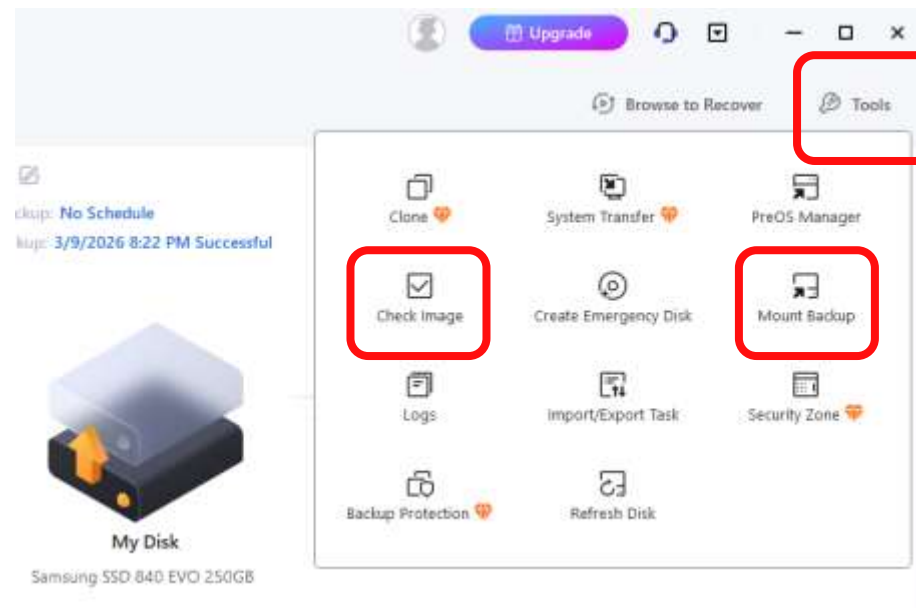 Upgrade
Browse to Recover Tools
ckup: No Schedule
kup: 3/9/2026 8:22 PM Successful
Clone System Transfer PreOS Manager
Check Image Create Emergency Disk Mount Backup
Logs Import/Export Task Security Zone
Backup Protection Refresh Disk
My Disk
Samsung SSD 840 EVO 250GB